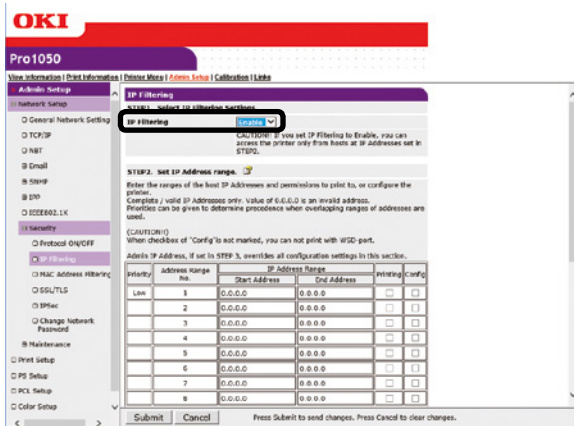 OKI
Pro1050
View Information | Print Information | Printer Menu | Admin Setup | Calibration | Links
Admin Setup
Network Setup
General Network Setting
TCP/IP
NBT
Email
SNMP
IPP
IEEE802.1X
Security
Protocol ON/OFF
IP Filtering
MAC Address Filtering
SSL/TLS
IPSec
Change Network
Password
Maintenance
Print Setup
PS Setup
PCL Setup
Color Setup
IP Filtering
STEP1. Select IP Filtering Settings
IP Filtering Enable
CAUTION!! If you set IP Filtering to Enable, you can
access the printer only from hosts at IP Addresses set in
STEP2.
STEP2. Set IP Address range.
Enter the ranges of the host IP Addresses and permissions to print to, or configure the
printer.
Complete / valid IP Addresses only. Value of 0.0.0.0 is an invalid address.
Priorities can be given to determine precedence when overlapping ranges of addresses are
used.
(CAUTION!!)
When checkbox of "Config"is not marked, you can not print with WSD-port.
Admin IP Address, if set in STEP 3, overrides all configuration settings in this section.
Priority Address Range No. IP Address Range Printing Config
Start Address End Address
Low 1 0.0.0.0 0.0.0.0
2 0.0.0.0 0.0.0.0
3 0.0.0.0 0.0.0.0
4 0.0.0.0 0.0.0.0
5 0.0.0.0 0.0.0.0
6 0.0.0.0 0.0.0.0
7 0.0.0.0 0.0.0.0
8 0.0.0.0 0.0.0.0
Submit Cancel Press Submit to send changes. Press Cancel to clear changes.